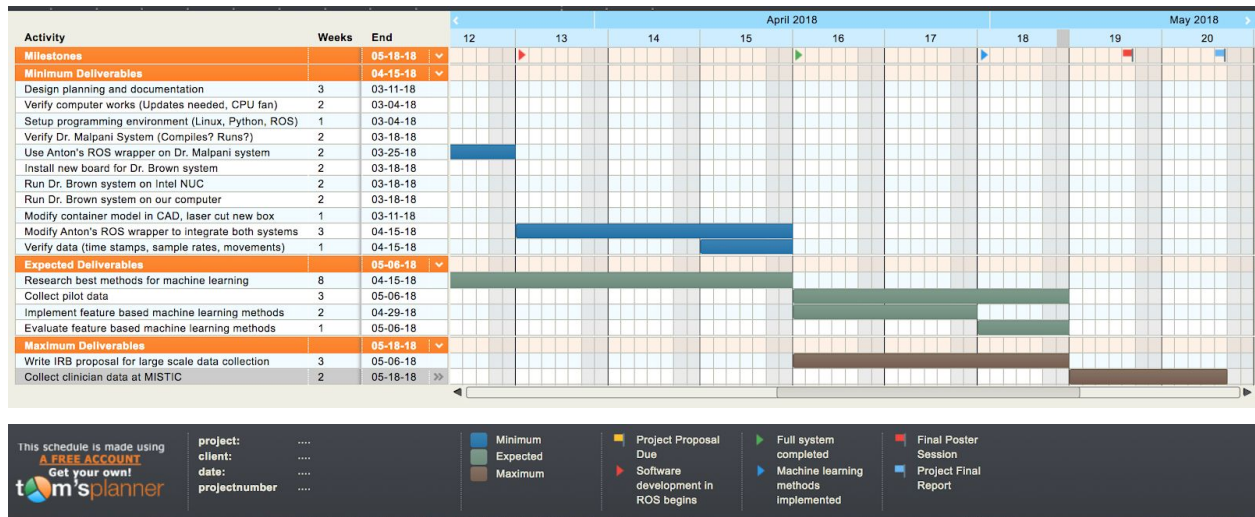 April 2018 May 2018
Activity Weeks End 12 13 14 15 16 17 18 19 20
Milestones 05-18-18
Minimum Deliverables 04-15-18
Design planning and documentation 3 03-11-18
Verify computer works (Updates needed, CPU fan) 2 03-04-18
Setup programming environment (Linux, Python, ROS) 1 03-04-18
Verify Dr. Malpani System (Compiles? Runs?) 2 03-18-18
Use Anton's ROS wrapper on Dr. Malpani system 2 03-25-18
Install new board for Dr. Brown system 2 03-18-18
Run Dr. Brown system on Intel NUC 2 03-18-18
Run Dr. Brown system on our computer 2 03-18-18
Modify container model in CAD, laser cut new box 1 03-11-18
Modify Anton's ROS wrapper to integrate both systems 3 04-15-18
Verify data (time stamps, sample rates, movements) 1 04-15-18
Expected Deliverables 05-06-18
Research best methods for machine learning 8 04-15-18
Collect pilot data 3 05-06-18
Implement feature based machine learning methods 2 04-29-18
Evaluate feature based machine learning methods 1 05-06-18
Maximum Deliverables 05-18-18
Write IRB proposal for large scale data collection 3 05-06-18
Collect clinician data at MISTIC 2 05-18-18
This schedule is made using
A FREE ACCOUNT
Get your own!
tom'splanner
project: ....
client: ....
date: ....
projectnumber ....
Minimum
Expected
Maximum
Project Proposal
Due
Software
development in
ROS begins
Full system
completed
Machine learning
methods
implemented
Final Poster
Session
Project Final
Report